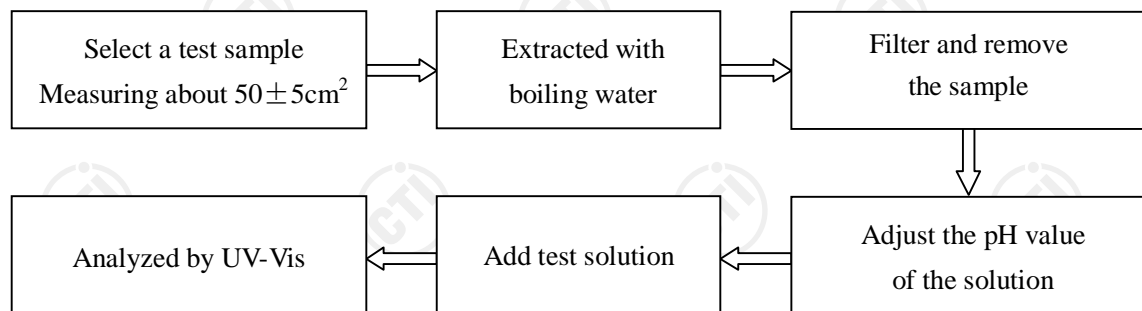 Select a test sample
Measuring about 50±5cm²
Extracted with
boiling water
Filter and remove
the sample
Adjust the pH value
of the solution
Add test solution
Analyzed by UV-Vis
CTI